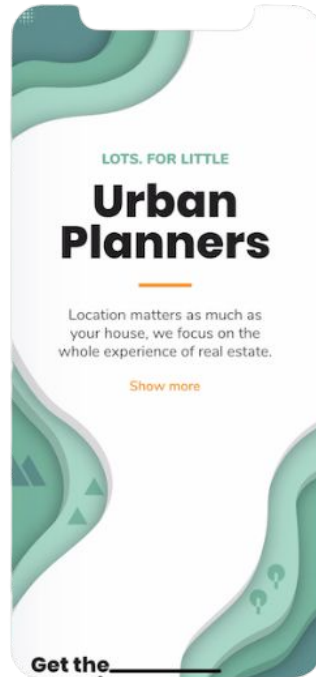 LOTS. FOR LITTLE
Urban
Planners
Location matters as much as
your house, we focus on the
whole experience of real estate.
Show more
Get the